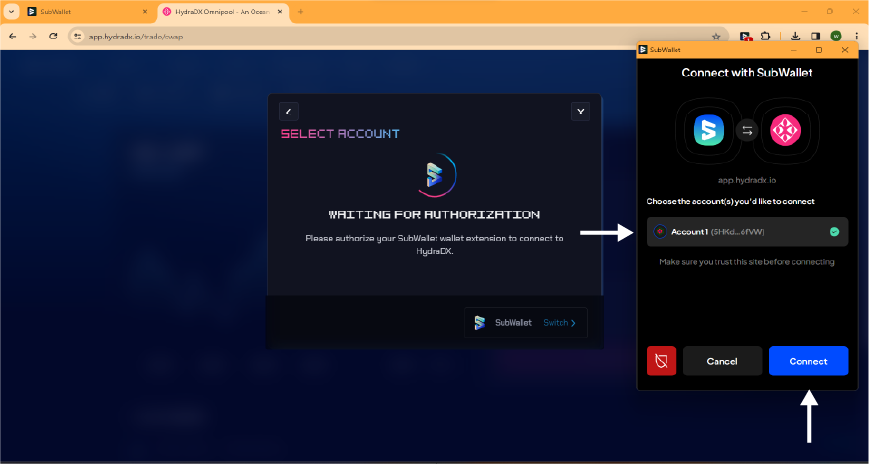 SubWallet
HydraDX Omnipool - An Ocean
app.hydradx.io/trade/swap
W
SubWallet
Connect with SubWallet
app.hydradx.io
Choose the account(s) you'd like to connect
Account1 (5HKd...6fVW)
Make sure you trust this site before connecting
Cancel
Connect
SELECT ACCOUNT
WAITING FOR AUTHORIZATION
Please authorize your SubWallet wallet extension to connect to
HydraDX.
SubWallet
Switch